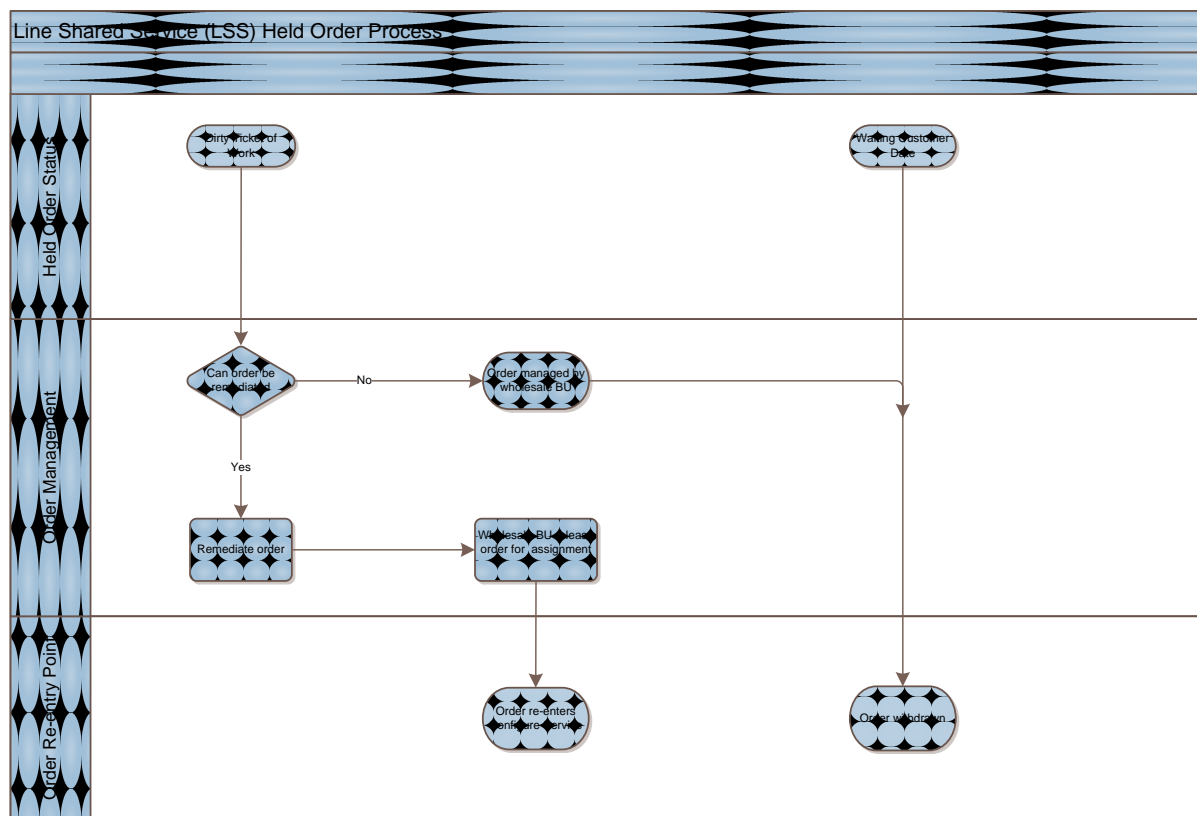 Line Shared Service (LSS) Held Order Process
Held Order Status
Dirty Ticket of
Work
Waiting Customer
Date
Order Management
Can order be
remediated
No
Order managed by
wholesale BU
Yes
Remediate order
Wholesale BU release
order for assignment
Order Re-entry Point
Order re-enters
configure service
Order withdrawn